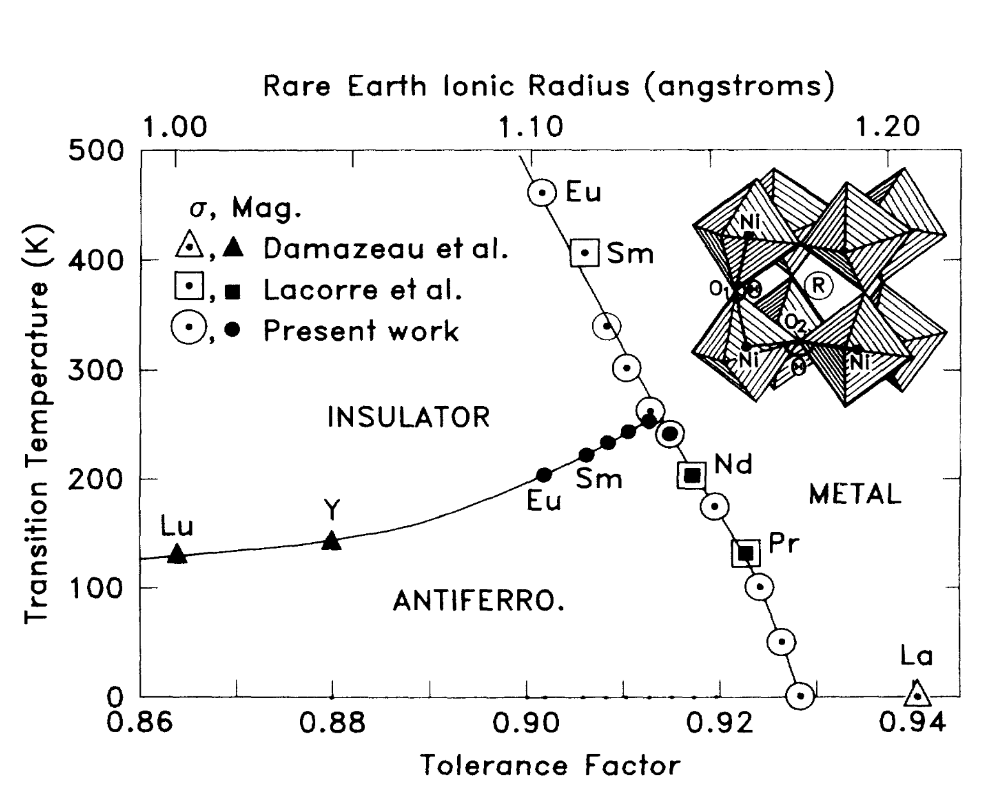 Rare Earth Ionic Radius (angstroms)
1.00 1.10 1.20
500
400
300
200
100
0
Transition Temperature (K)
σ, Mag.
, Damazeau et al.
, Lacorre et al.
, Present work
Eu
Sm
Ni
R
O1 Θ
O2
Ni Θ Ni
INSULATOR
Sm
Eu
Nd
METAL
Y
Lu
Pr
ANTIFERRO.
La
0.86 0.88 0.90 0.92 0.94
Tolerance Factor